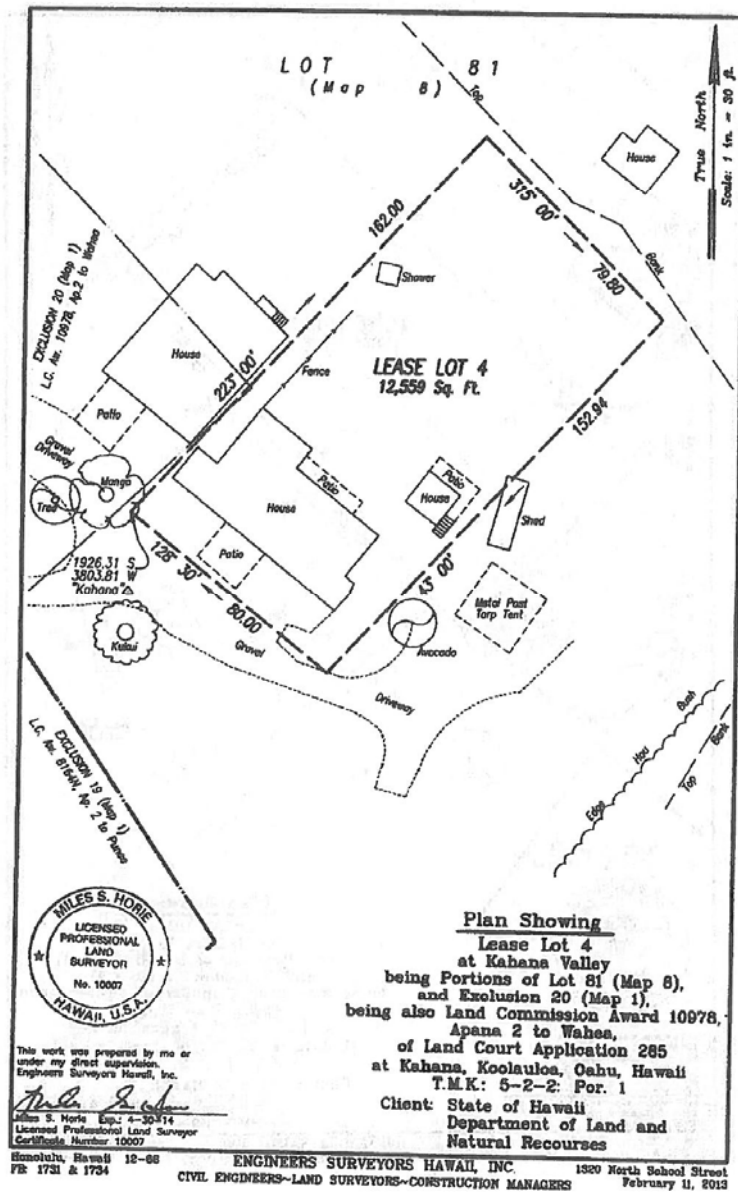 LOT 81
(Map 8)
Top
Bank
House
True North
Scale: 1 in. = 30 ft.
162.00
315° 00'
79.80
Shower
EXCLUSION 20 (Map 1)
L.C. Aw. 10978, Ap.2 to Wahea
House
223° 00'
Fence
LEASE LOT 4
12,559 Sq. Ft.
152.94
Patio
Gravel
Driveway
Mango
Tree
House
Patio
Patio
House
Patio
Shed
1926.31 S
3803.81 W
"Kahana"
128° 30'
80.00
43° 00'
Metal Post
Tarp Tent
Kukui
Gravel
Avocado
Driveway
EXCLUSION 19 (Map 1)
L.C. Aw. 8164N, Ap. 2 to Punee
Edge Hau Bush
Top Bank
MILES S. HORIE
LICENSED
PROFESSIONAL
LAND
SURVEYOR
No. 10007
HAWAII, U.S.A.
Plan Showing
Lease Lot 4
at Kahana Valley
being Portions of Lot 81 (Map 8),
and Exclusion 20 (Map 1),
being also Land Commission Award 10978,
Apana 2 to Wahea,
of Land Court Application 285
at Kahana, Koolauloa, Oahu, Hawaii
T.M.K.: 5-2-2: Por. 1
Client: State of Hawaii
Department of Land and
Natural Recourses
This work was prepared by me or
under my direct supervision.
Engineers Surveyors Hawaii, Inc.
Miles S. Horie Exp.: 4-30-14
Licensed Professional Land Surveyor
Certificate Number 10007
Honolulu, Hawaii 12-66
FB: 1731 & 1734
ENGINEERS SURVEYORS HAWAII, INC.
CIVIL ENGINEERS~LAND SURVEYORS~CONSTRUCTION MANAGERS
1320 North School Street
February 11, 2013